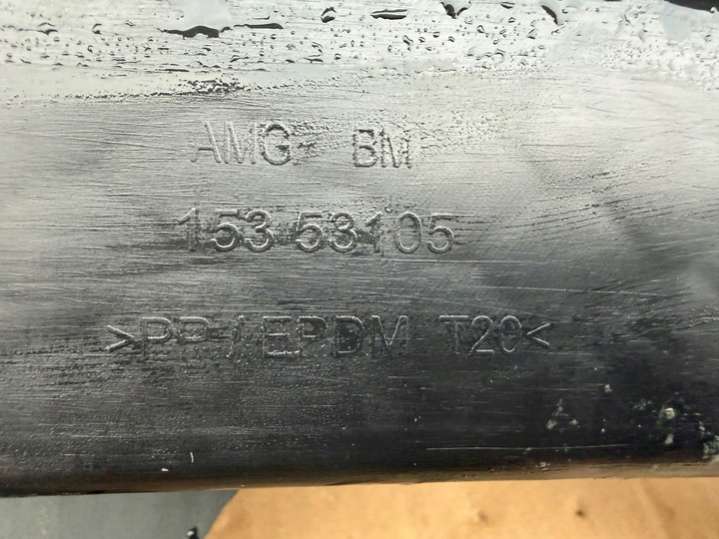 AMG BM
153 53105
>PP/EPDM T20<